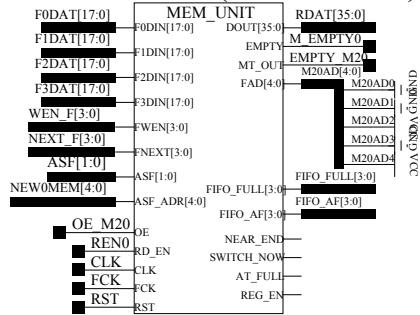 MEM_UNIT
F0DAT[17:0]
F0DIN[17:0]
F1DAT[17:0]
F1DIN[17:0]
F2DAT[17:0]
F2DIN[17:0]
F3DAT[17:0]
F3DIN[17:0]
WEN_F[3:0]
FWEN[3:0]
NEXT_F[3:0]
FNEXT[3:0]
ASF[1:0]
ASF[1:0]
NEW0MEM[4:0]
ASF_ADR[4:0]
OE_M20
OE
REN0
RD_EN
CLK
CLK
FCK
FCK
RST
RST
DOUT[35:0]
RDAT[35:0]
EMPTY
M_EMPTY0
MT_OUT
EMPTY_M20
FAD[4:0]
M20AD[4:0]
M20AD0
GND
M20AD1
GND
M20AD2
VCC
M20AD3
GND
M20AD4
VCC
FIFO_FULL[3:0]
FIFO_FULL[3:0]
FIFO_AF[3:0]
FIFO_AF[3:0]
NEAR_END
SWITCH_NOW
AT_FULL
REG_EN